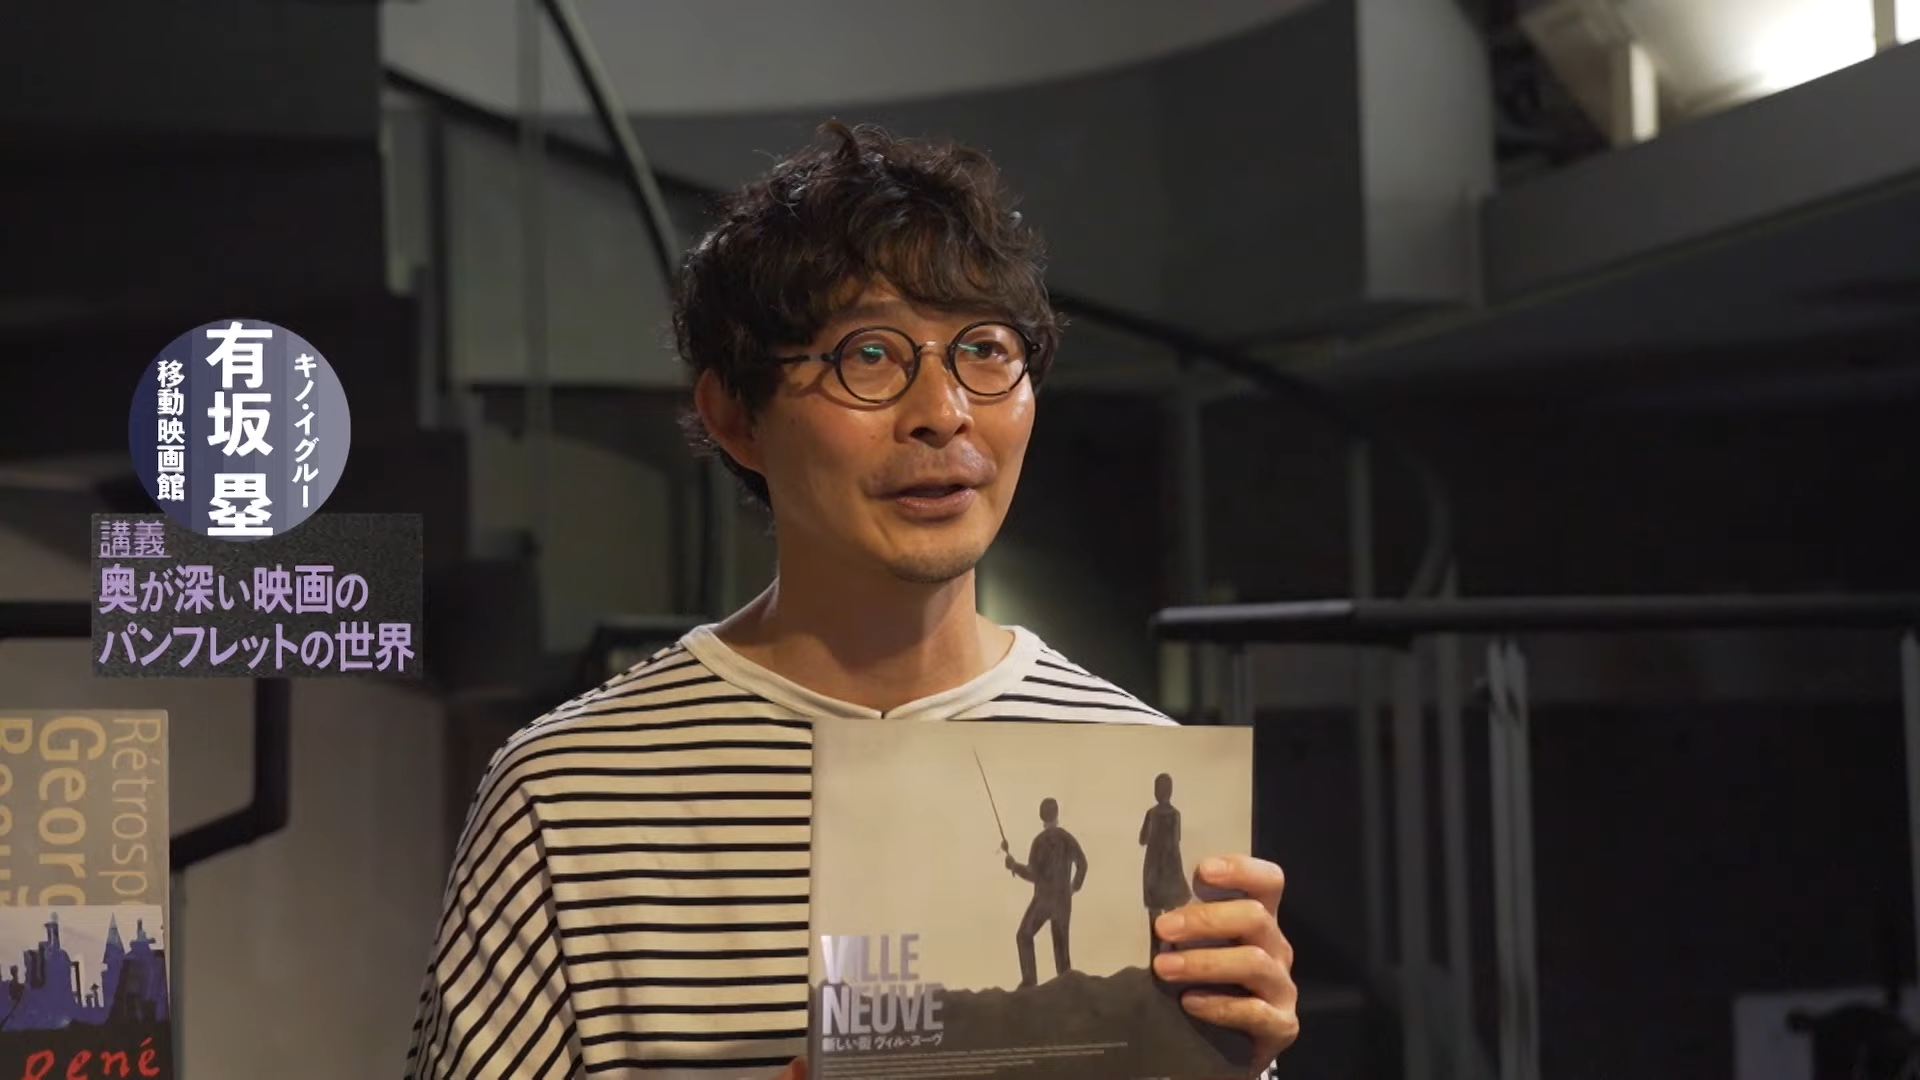 キノ・イグルー
有坂 塁
移動映画館
講義
奥が深い映画の
パンフレットの世界
Rétrosp
Georg
René
VILLE
NEUVE
新しい街 ヴィル・ヌーヴ